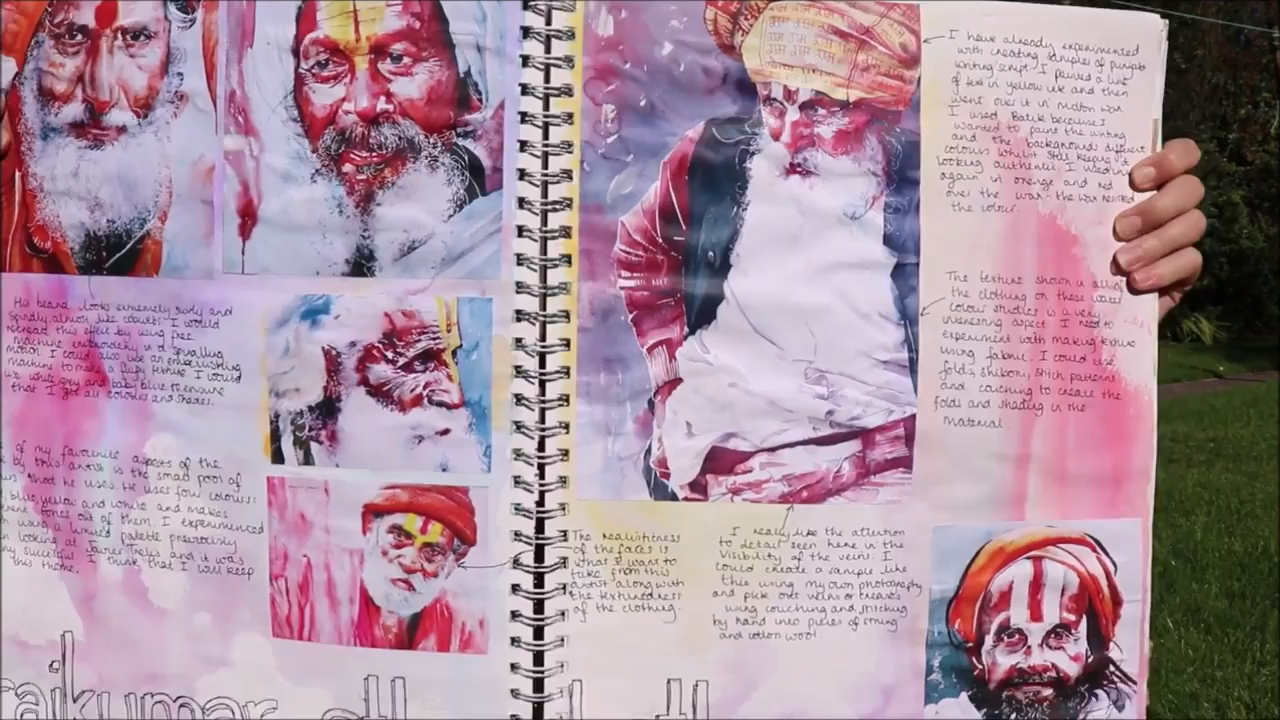 His beard looks extremely curly and
spindly, almost like clouds. I would
recreate this effect by using free
machine embroidery in a spiralling
motion. I could also use an embellishing
machine to make a fluffy texture. I would
use white, grey and baby blue to ensure
that I get all colours and shades.
of my favourite aspects of the
by this artist is the small pool of
that he uses. He uses four colours:
blue, yellow and white and makes
tones out of them. I experimented
using a limited palette previously
looking at and it was
successful. I think that I will keep
this theme.
rajkumar
राम राम राम
The realisticness
of the faces is
what I want to
take from this
artist along with
the texturedness
of the clothing.
I really like the attention
to detail seen here in the
visibility of the veins. I
could create a sample like
this using my own photography
and pick out veins or creases
using couching and stitching
by hand into pieces of string
and cotton wool.
I have already experimented
with creating samples of punjabi
writing script. I painted a line
of text in yellow ink and then
went over it in molton wax.
I used Batik because I
wanted to paint the writing
and the background different
colours whilst still keeping it
looking authentic. I used ink
again in orange and red
over the wax - the wax resisted
the colour.
The texture shown in all of
the clothing on these water
colour studies is a very
interesting aspect I need to
experiment with making texture
using fabric. I could use
folds, shibori, stitch patterns
and couching to create the
folds and shading in the
material.